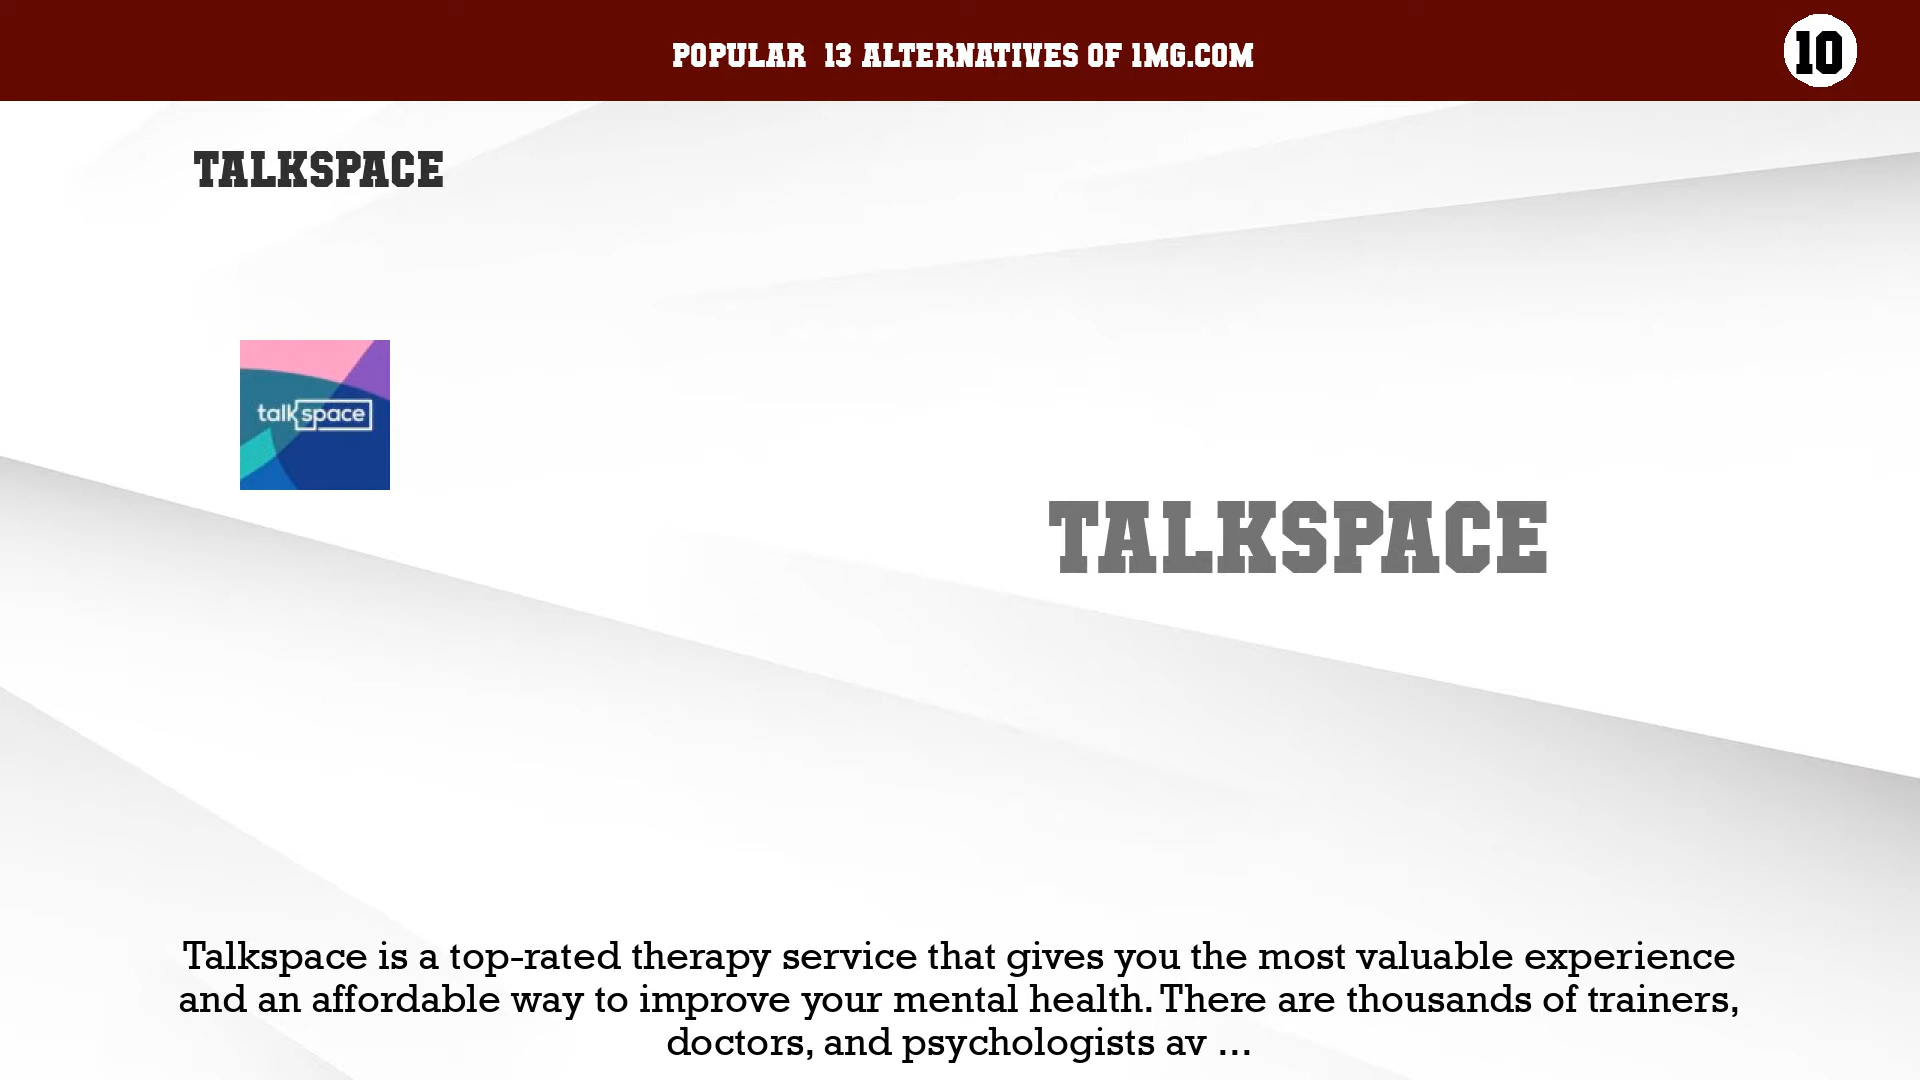 POPULAR 13 ALTERNATIVES OF 1MG.COM
10
TALKSPACE
talkspace
TALKSPACE
Talkspace is a top-rated therapy service that gives you the most valuable experience
and an affordable way to improve your mental health. There are thousands of trainers,
doctors, and psychologists av ...